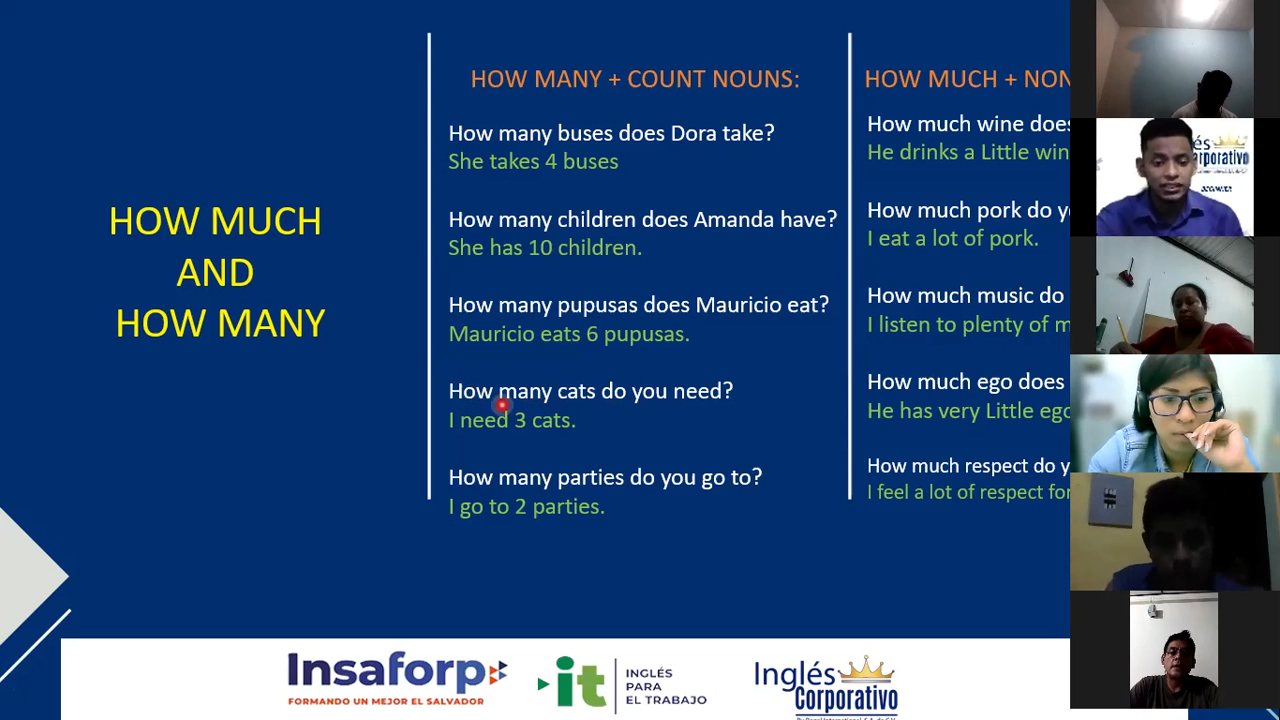 HOW MUCH
AND
HOW MANY
HOW MANY + COUNT NOUNS:
How many buses does Dora take?
She takes 4 buses
How many children does Amanda have?
She has 10 children.
How many pupusas does Mauricio eat?
Mauricio eats 6 pupusas.
How many cats do you need?
I need 3 cats.
How many parties do you go to?
I go to 2 parties.
HOW MUCH + NON
How much wine does
He drinks a Little win
How much pork do y
I eat a lot of pork.
How much music do
I listen to plenty of m
How much ego does
He has very Little ego
How much respect do y
I feel a lot of respect for
Insaforp
FORMANDO UN MEJOR EL SALVADOR
it
INGLÉS
PARA
EL TRABAJO
Inglés
Corporativo